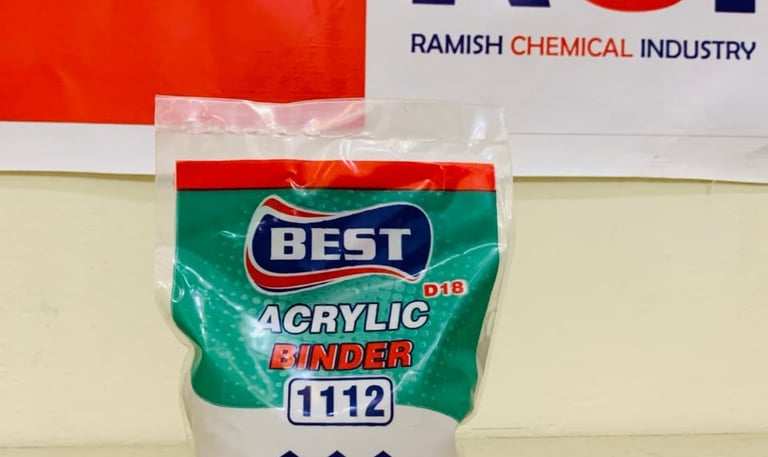 RAMISH CHEMICAL INDUSTRY
BEST
D18
ACRYLIC
BINDER
1112